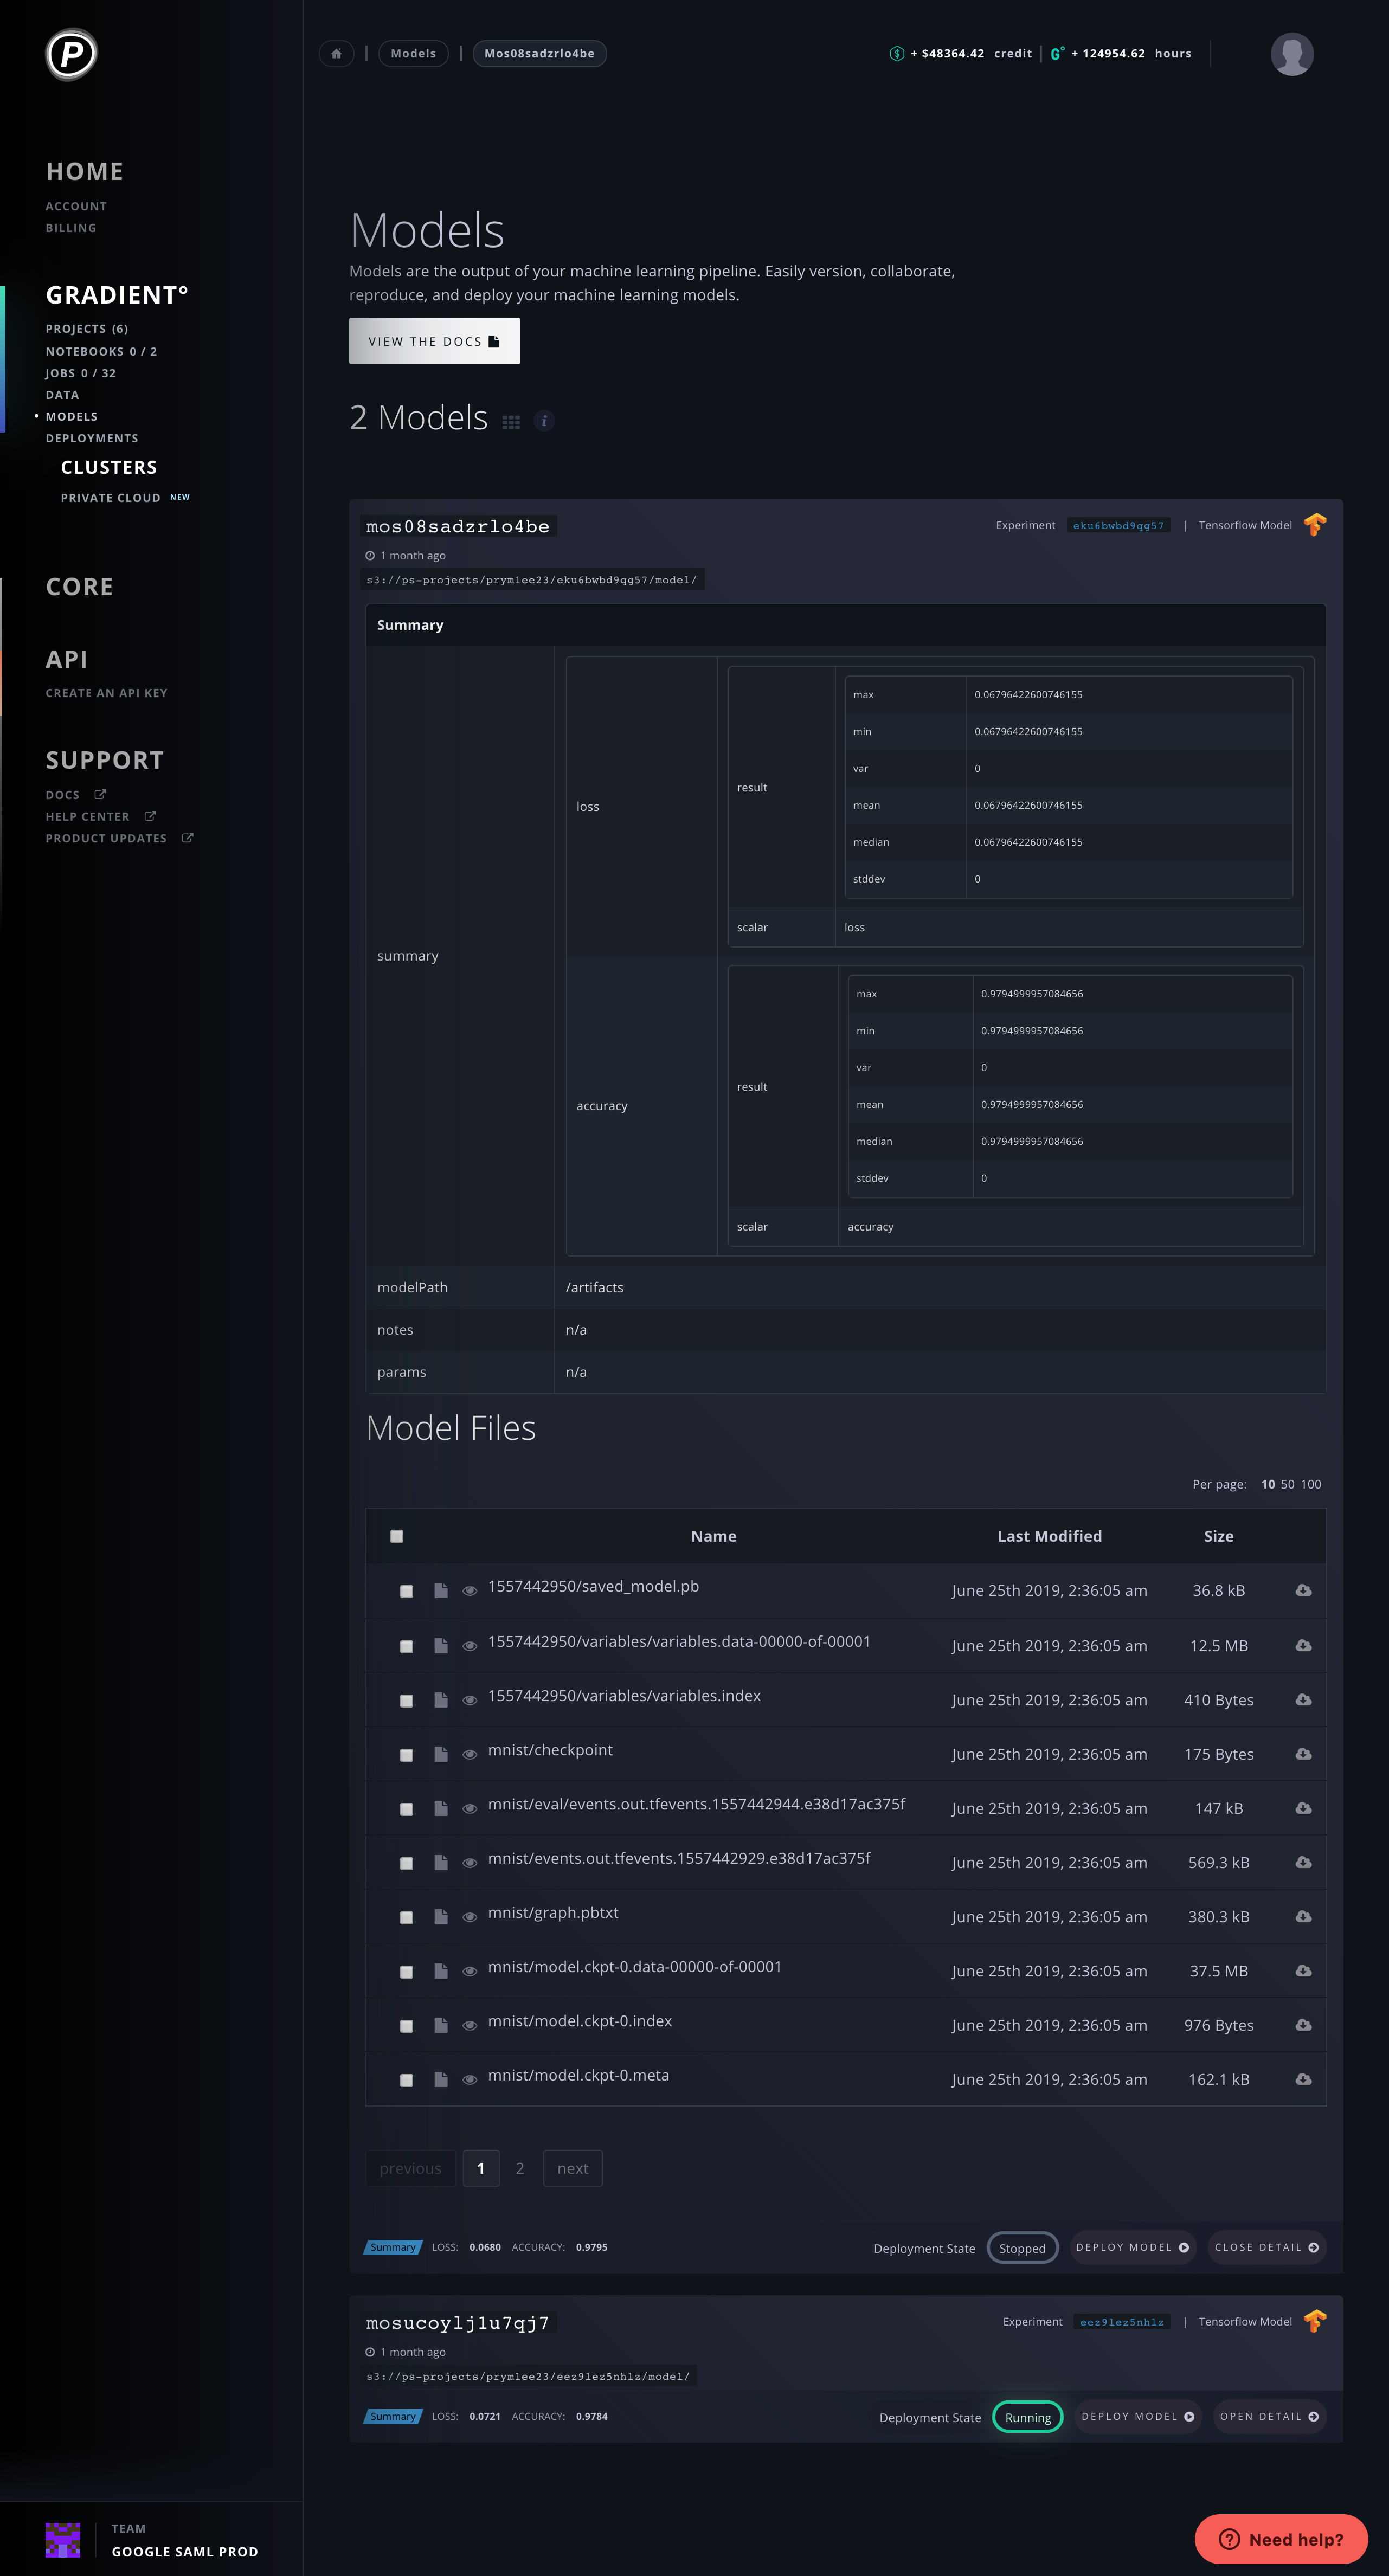 P
Models
Mos08sadzrlo4be
+ $48364.42 credit
G° + 124954.62 hours
HOME
ACCOUNT
BILLING
GRADIENT°
PROJECTS (6)
NOTEBOOKS 0 / 2
JOBS 0 / 32
DATA
• MODELS
DEPLOYMENTS
CLUSTERS
PRIVATE CLOUD NEW
CORE
API
CREATE AN API KEY
SUPPORT
DOCS
HELP CENTER
PRODUCT UPDATES
TEAM
GOOGLE SAML PROD
Models
Models are the output of your machine learning pipeline. Easily version, collaborate,
reproduce, and deploy your machine learning models.
VIEW THE DOCS
2 Models i
mos08sadzrlo4be
Experiment eku6bwbd9qg57 | Tensorflow Model
1 month ago
s3://ps-projects/prym1ee23/eku6bwbd9qg57/model/
Summary
summary
loss
result
max 0.06796422600746155
min 0.06796422600746155
var 0
mean 0.06796422600746155
median 0.06796422600746155
stddev 0
scalar loss
accuracy
result
max 0.9794999957084656
min 0.9794999957084656
var 0
mean 0.9794999957084656
median 0.9794999957084656
stddev 0
scalar accuracy
modelPath /artifacts
notes n/a
params n/a
Model Files
Per page: 10 50 100
Name Last Modified Size
1557442950/saved_model.pb June 25th 2019, 2:36:05 am 36.8 kB
1557442950/variables/variables.data-00000-of-00001 June 25th 2019, 2:36:05 am 12.5 MB
1557442950/variables/variables.index June 25th 2019, 2:36:05 am 410 Bytes
mnist/checkpoint June 25th 2019, 2:36:05 am 175 Bytes
mnist/eval/events.out.tfevents.1557442944.e38d17ac375f June 25th 2019, 2:36:05 am 147 kB
mnist/events.out.tfevents.1557442929.e38d17ac375f June 25th 2019, 2:36:05 am 569.3 kB
mnist/graph.pbtxt June 25th 2019, 2:36:05 am 380.3 kB
mnist/model.ckpt-0.data-00000-of-00001 June 25th 2019, 2:36:05 am 37.5 MB
mnist/model.ckpt-0.index June 25th 2019, 2:36:05 am 976 Bytes
mnist/model.ckpt-0.meta June 25th 2019, 2:36:05 am 162.1 kB
previous 1 2 next
Summary LOSS: 0.0680 ACCURACY: 0.9795
Deployment State Stopped DEPLOY MODEL CLOSE DETAIL
mosucoylj1u7qj7
Experiment eez9lez5nhlz | Tensorflow Model
1 month ago
s3://ps-projects/prym1ee23/eez9lez5nhlz/model/
Summary LOSS: 0.0721 ACCURACY: 0.9784
Deployment State Running DEPLOY MODEL OPEN DETAIL
Need help?